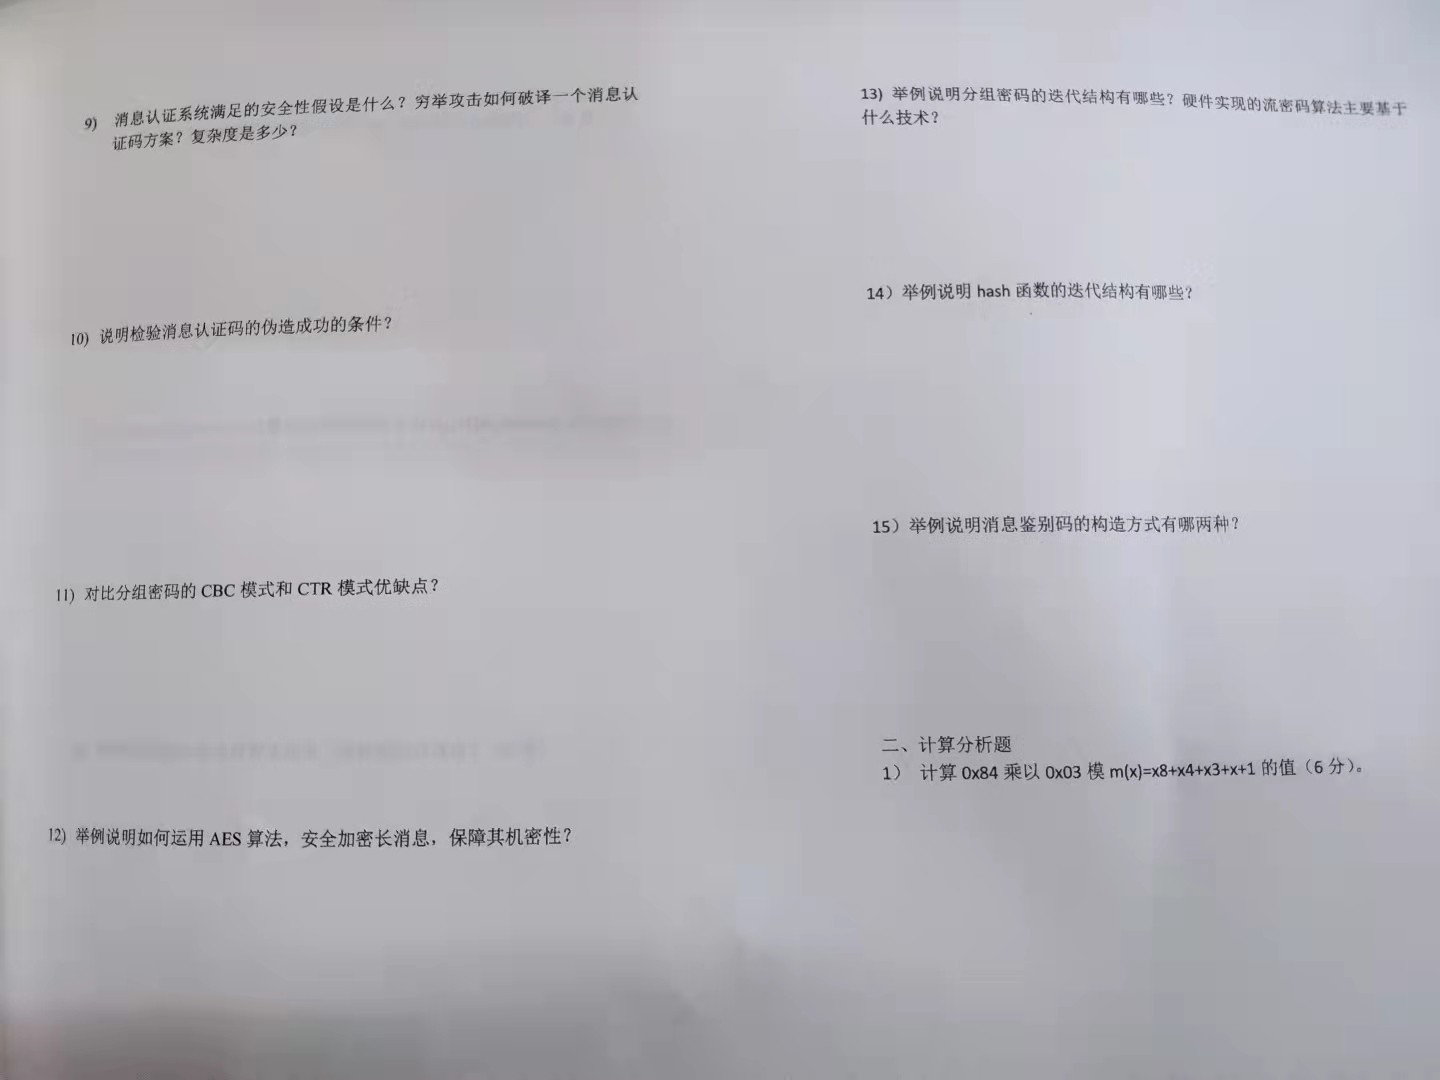 9) 消息认证系统满足的安全性假设是什么？穷举攻击如何破译一个消息认
证码方案？复杂度是多少？
10) 说明检验消息认证码的伪造成功的条件？
11) 对比分组密码的 CBC 模式和 CTR 模式优缺点？
12) 举例说明如何运用 AES 算法，安全加密长消息，保障其机密性？
13) 举例说明分组密码的迭代结构有哪些？硬件实现的流密码算法主要基于
什么技术？
14）举例说明 hash 函数的迭代结构有哪些？
15）举例说明消息鉴别码的构造方式有哪两种？
二、计算分析题
1） 计算 0x84 乘以 0x03 模 m(x)=x8+x4+x3+x+1 的值（6 分）。